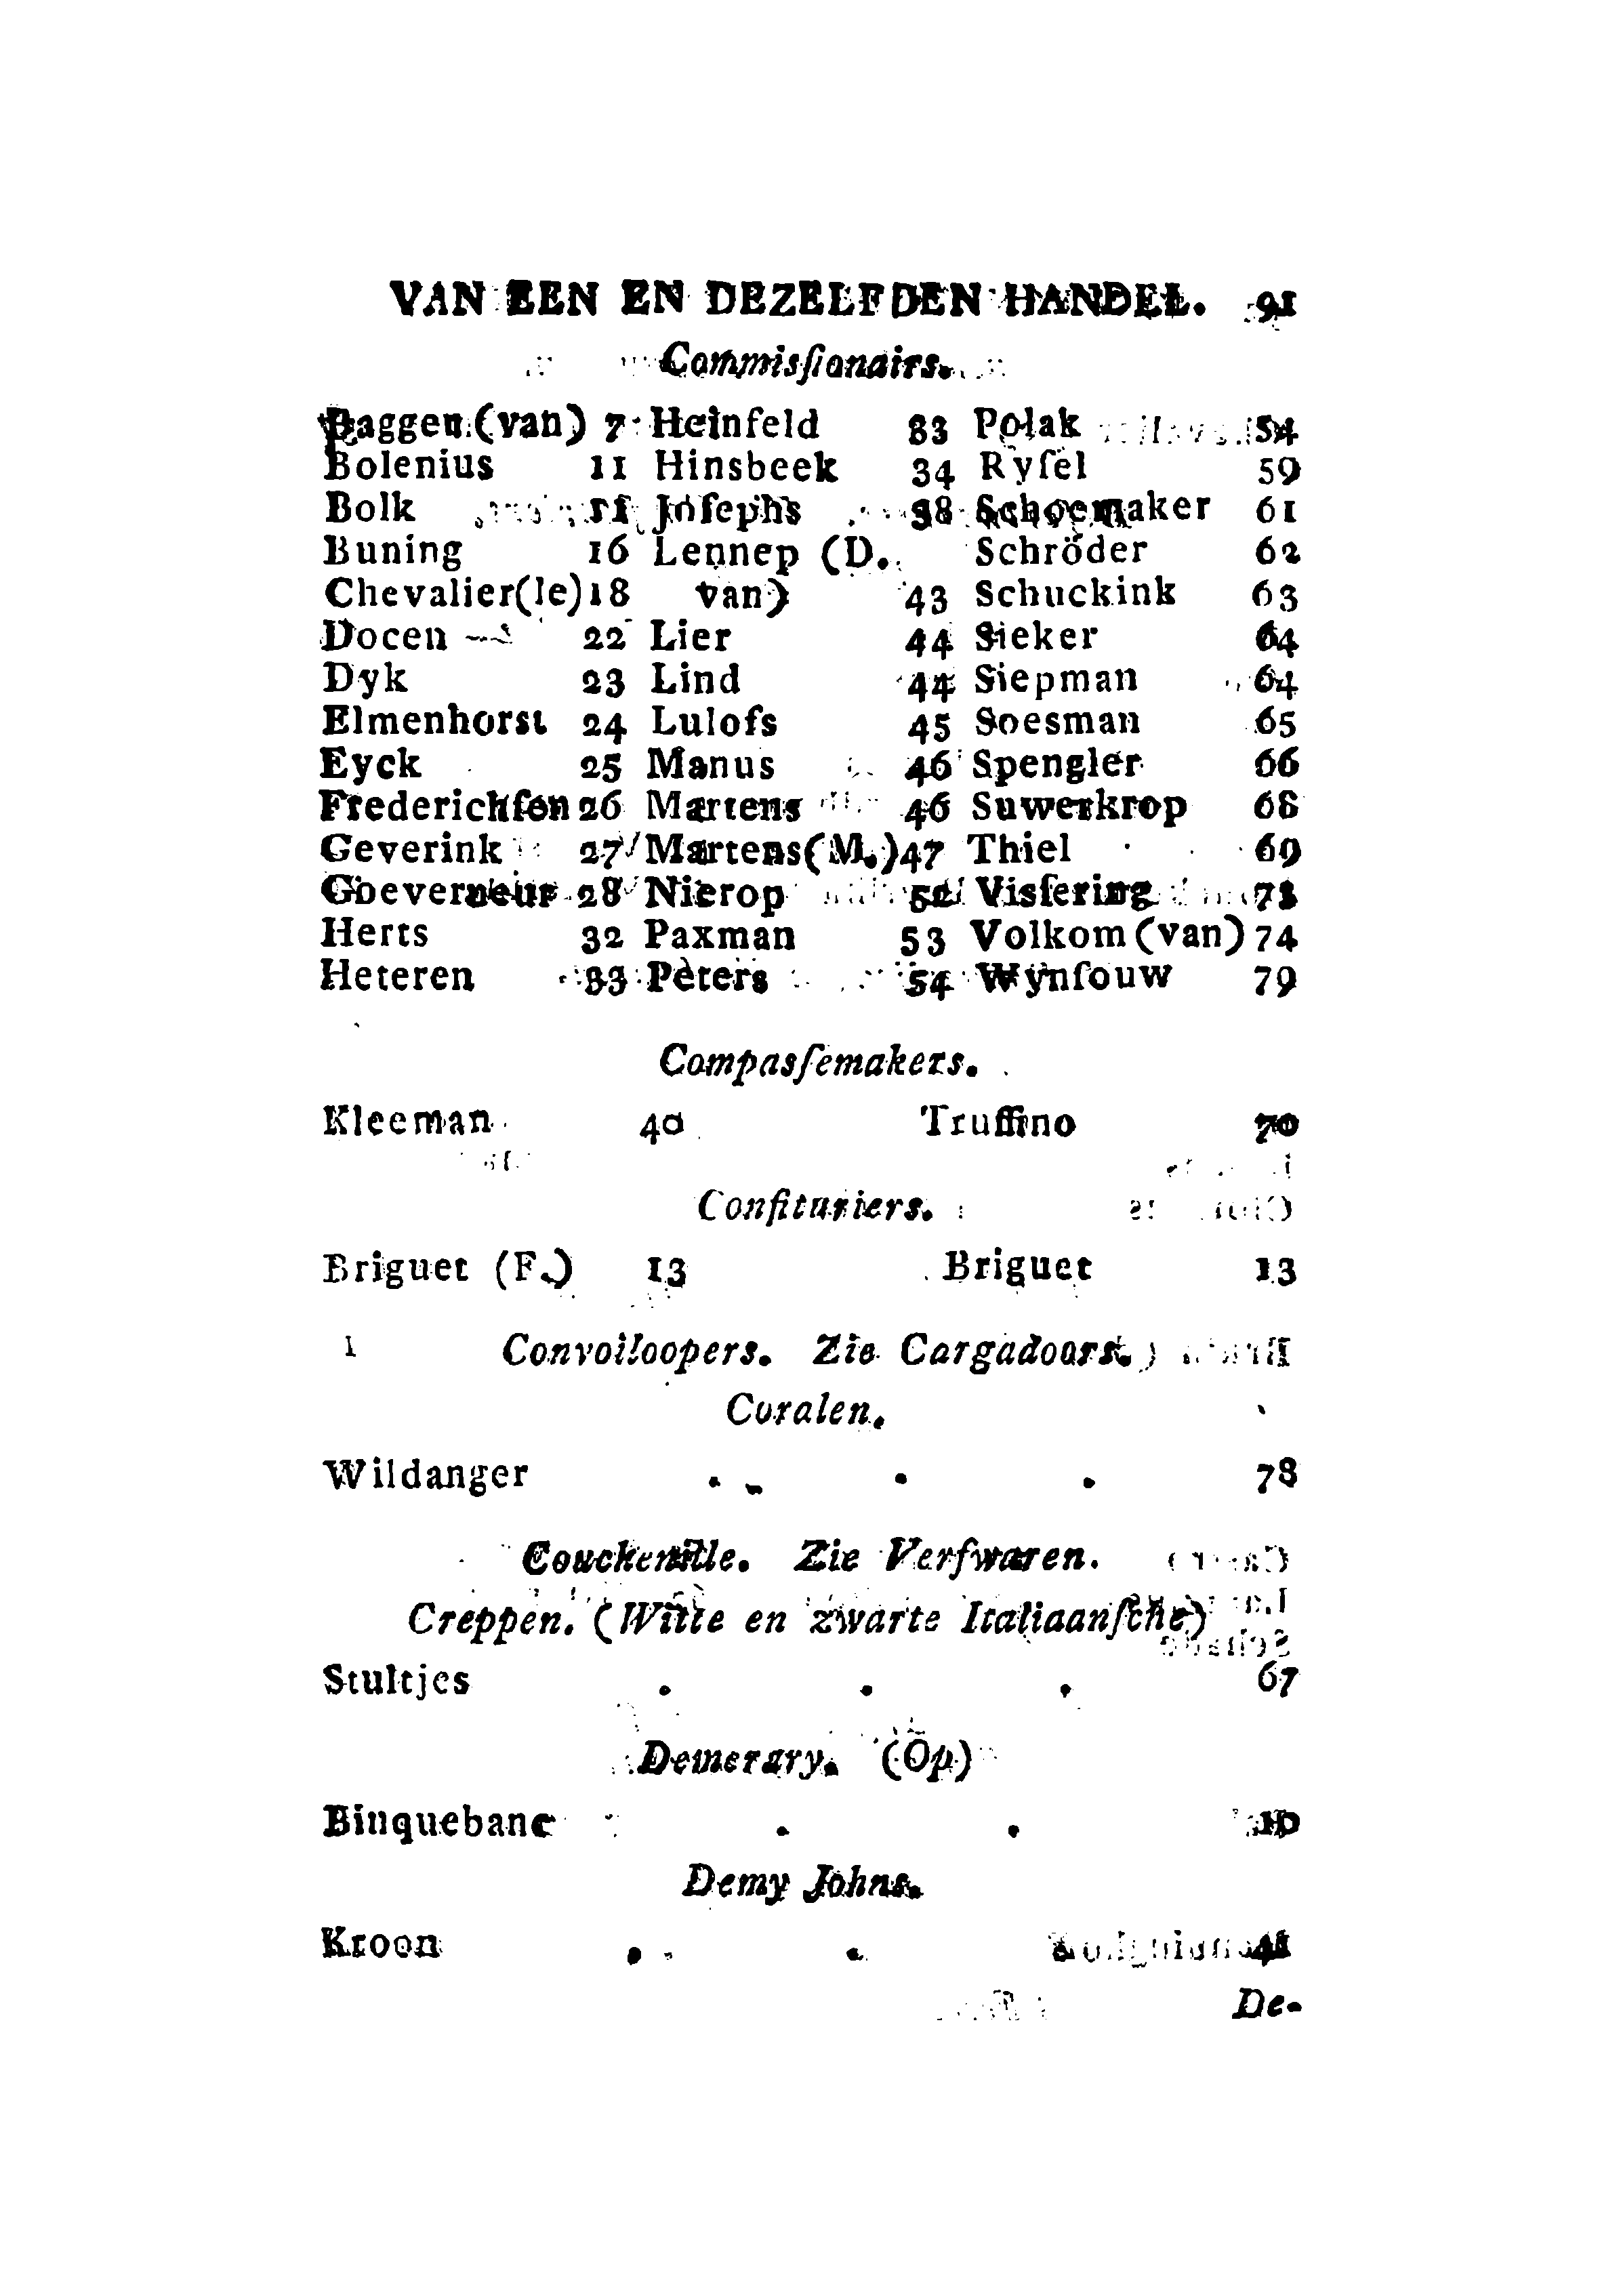 VAN EEN EN DEZELFDEN HANDEL. 91
Commisſionairs.
Baggen (van) 7 Heinfeld 33 Polak 54
Bolenius 11 Hinsbeek 34 Ryſel 59
Bolk 11 Joſephs 38 Schoemaker 61
Buning 16 Lennep (D. Schröder 62
Chevalier (le) 18 van) 43 Schuckink 63
Docen 22 Lier 44 Sieker 64
Dyk 23 Lind 44 Siepman 64
Elmenhorst 24 Lulofs 45 Soesman 65
Eyck 25 Manus 46 Spengler 66
Frederichſen 26 Martens 46 Suwerkrop 68
Geverink 27 Martens (M.) 47 Thiel 69
Goeverneur 28 Nierop 52 Visſering 73
Herts 32 Paxman 53 Volkom (van) 74
Heteren 33 Peters 54 Wynſouw 79
Compasſemakers.
Kleeman 40 Truffino 70
Confituriers.
Briguet (F.) 13 Briguet 13
Convoiloopers. Zie Cargadoors.
Coralen.
Wildanger . . . 78
Couchenille. Zie Verfwaren.
Creppen. (Witte en zwarte Italiaanſche)
Stultjes . . . 67
Demerary. (Op)
Binquebanc . . 10
Demy Johns.
Kroon . . . 41
De-